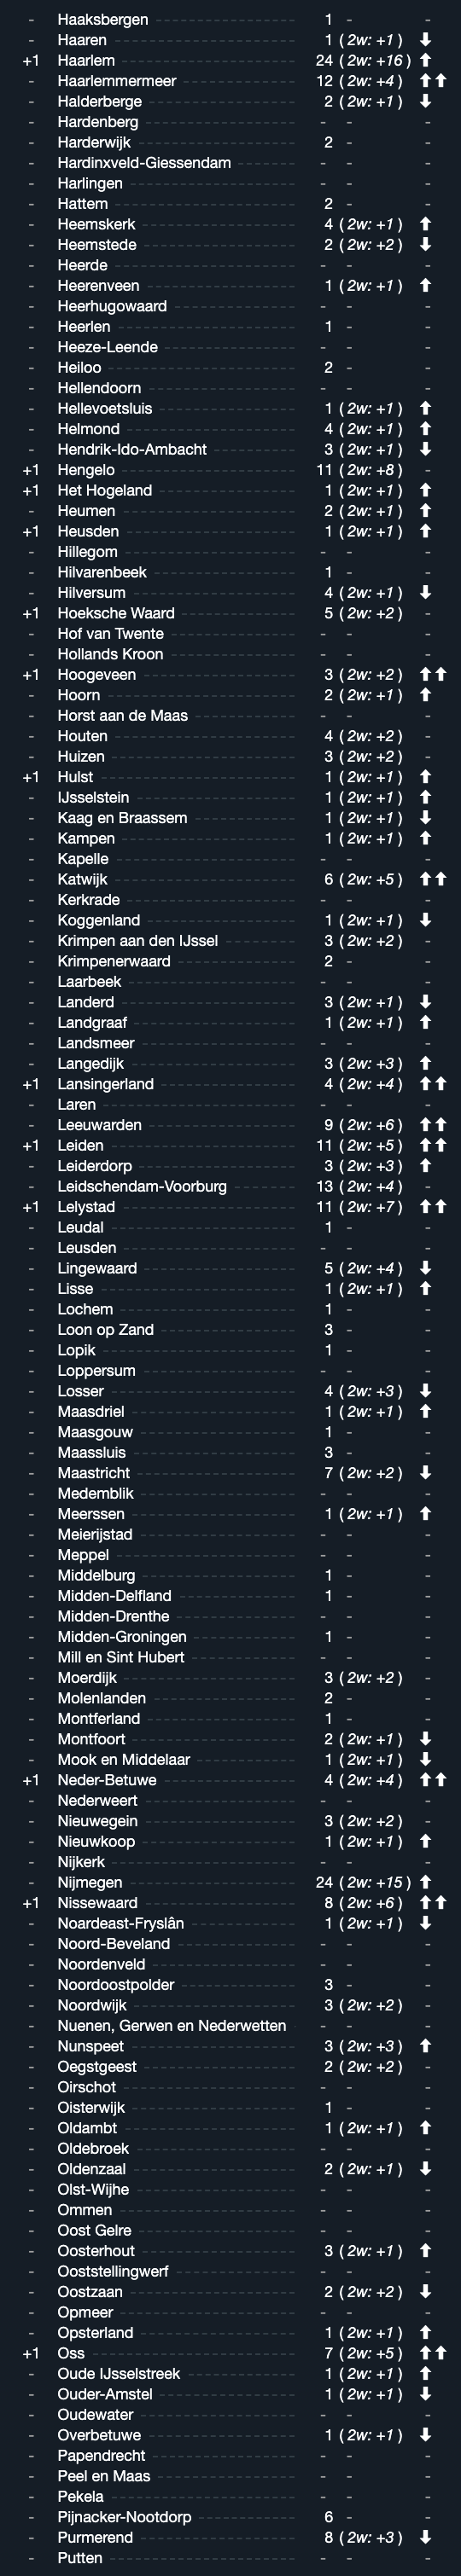 - Haaksbergen 1 - -
- Haaren 1 ( 2w: +1 ) ⬇
+1 Haarlem 24 ( 2w: +16 ) ⬆
- Haarlemmermeer 12 ( 2w: +4 ) ⬆⬆
- Halderberge 2 ( 2w: +1 ) ⬇
- Hardenberg - - -
- Harderwijk 2 - -
- Hardinxveld-Giessendam - - -
- Harlingen - - -
- Hattem 2 - -
- Heemskerk 4 ( 2w: +1 ) ⬆
- Heemstede 2 ( 2w: +2 ) ⬇
- Heerde - - -
- Heerenveen 1 ( 2w: +1 ) ⬆
- Heerhugowaard - - -
- Heerlen 1 - -
- Heeze-Leende - - -
- Heiloo 2 - -
- Hellendoorn - - -
- Hellevoetsluis 1 ( 2w: +1 ) ⬆
- Helmond 4 ( 2w: +1 ) ⬆
- Hendrik-Ido-Ambacht 3 ( 2w: +1 ) ⬇
+1 Hengelo 11 ( 2w: +8 ) -
+1 Het Hogeland 1 ( 2w: +1 ) ⬆
- Heumen 2 ( 2w: +1 ) ⬆
+1 Heusden 1 ( 2w: +1 ) ⬆
- Hillegom - - -
- Hilvarenbeek 1 - -
- Hilversum 4 ( 2w: +1 ) ⬇
+1 Hoeksche Waard 5 ( 2w: +2 ) -
- Hof van Twente - - -
- Hollands Kroon - - -
+1 Hoogeveen 3 ( 2w: +2 ) ⬆⬆
- Hoorn 2 ( 2w: +1 ) ⬆
- Horst aan de Maas - - -
- Houten 4 ( 2w: +2 ) -
- Huizen 3 ( 2w: +2 ) -
+1 Hulst 1 ( 2w: +1 ) ⬆
- IJsselstein 1 ( 2w: +1 ) ⬆
- Kaag en Braassem 1 ( 2w: +1 ) ⬇
- Kampen 1 ( 2w: +1 ) ⬆
- Kapelle - - -
- Katwijk 6 ( 2w: +5 ) ⬆⬆
- Kerkrade - - -
- Koggenland 1 ( 2w: +1 ) ⬇
- Krimpen aan den IJssel 3 ( 2w: +2 ) -
- Krimpenerwaard 2 - -
- Laarbeek - - -
- Landerd 3 ( 2w: +1 ) ⬇
- Landgraaf 1 ( 2w: +1 ) ⬆
- Landsmeer - - -
- Langedijk 3 ( 2w: +3 ) ⬆
+1 Lansingerland 4 ( 2w: +4 ) ⬆⬆
- Laren - - -
- Leeuwarden 9 ( 2w: +6 ) ⬆⬆
+1 Leiden 11 ( 2w: +5 ) ⬆⬆
- Leiderdorp 3 ( 2w: +3 ) ⬆
- Leidschendam-Voorburg 13 ( 2w: +4 ) -
+1 Lelystad 11 ( 2w: +7 ) ⬆⬆
- Leudal 1 - -
- Leusden - - -
- Lingewaard 5 ( 2w: +4 ) ⬇
- Lisse 1 ( 2w: +1 ) ⬆
- Lochem 1 - -
- Loon op Zand 3 - -
- Lopik 1 - -
- Loppersum - - -
- Losser 4 ( 2w: +3 ) ⬇
- Maasdriel 1 ( 2w: +1 ) ⬆
- Maasgouw 1 - -
- Maassluis 3 - -
- Maastricht 7 ( 2w: +2 ) ⬇
- Medemblik - - -
- Meerssen 1 ( 2w: +1 ) ⬆
- Meierijstad - - -
- Meppel - - -
- Middelburg 1 - -
- Midden-Delfland 1 - -
- Midden-Drenthe - - -
- Midden-Groningen 1 - -
- Mill en Sint Hubert - - -
- Moerdijk 3 ( 2w: +2 ) -
- Molenlanden 2 - -
- Montferland 1 - -
- Montfoort 2 ( 2w: +1 ) ⬇
- Mook en Middelaar 1 ( 2w: +1 ) ⬇
+1 Neder-Betuwe 4 ( 2w: +4 ) ⬆⬆
- Nederweert - - -
- Nieuwegein 3 ( 2w: +2 ) -
- Nieuwkoop 1 ( 2w: +1 ) ⬆
- Nijkerk - - -
- Nijmegen 24 ( 2w: +15 ) ⬆
+1 Nissewaard 8 ( 2w: +6 ) ⬆⬆
- Noardeast-Fryslân 1 ( 2w: +1 ) ⬇
- Noord-Beveland - - -
- Noordenveld - - -
- Noordoostpolder 3 - -
- Noordwijk 3 ( 2w: +2 ) -
- Nuenen, Gerwen en Nederwetten - - -
- Nunspeet 3 ( 2w: +3 ) ⬆
- Oegstgeest 2 ( 2w: +2 ) -
- Oirschot - - -
- Oisterwijk 1 - -
- Oldambt 1 ( 2w: +1 ) ⬆
- Oldebroek - - -
- Oldenzaal 2 ( 2w: +1 ) ⬇
- Olst-Wijhe - - -
- Ommen - - -
- Oost Gelre - - -
- Oosterhout 3 ( 2w: +1 ) ⬆
- Ooststellingwerf - - -
- Oostzaan 2 ( 2w: +2 ) ⬇
- Opmeer - - -
- Opsterland 1 ( 2w: +1 ) ⬆
+1 Oss 7 ( 2w: +5 ) ⬆⬆
- Oude IJsselstreek 1 ( 2w: +1 ) ⬆
- Ouder-Amstel 1 ( 2w: +1 ) ⬇
- Oudewater - - -
- Overbetuwe 1 ( 2w: +1 ) ⬇
- Papendrecht - - -
- Peel en Maas - - -
- Pekela - - -
- Pijnacker-Nootdorp 6 - -
- Purmerend 8 ( 2w: +3 ) ⬇
- Putten - - -